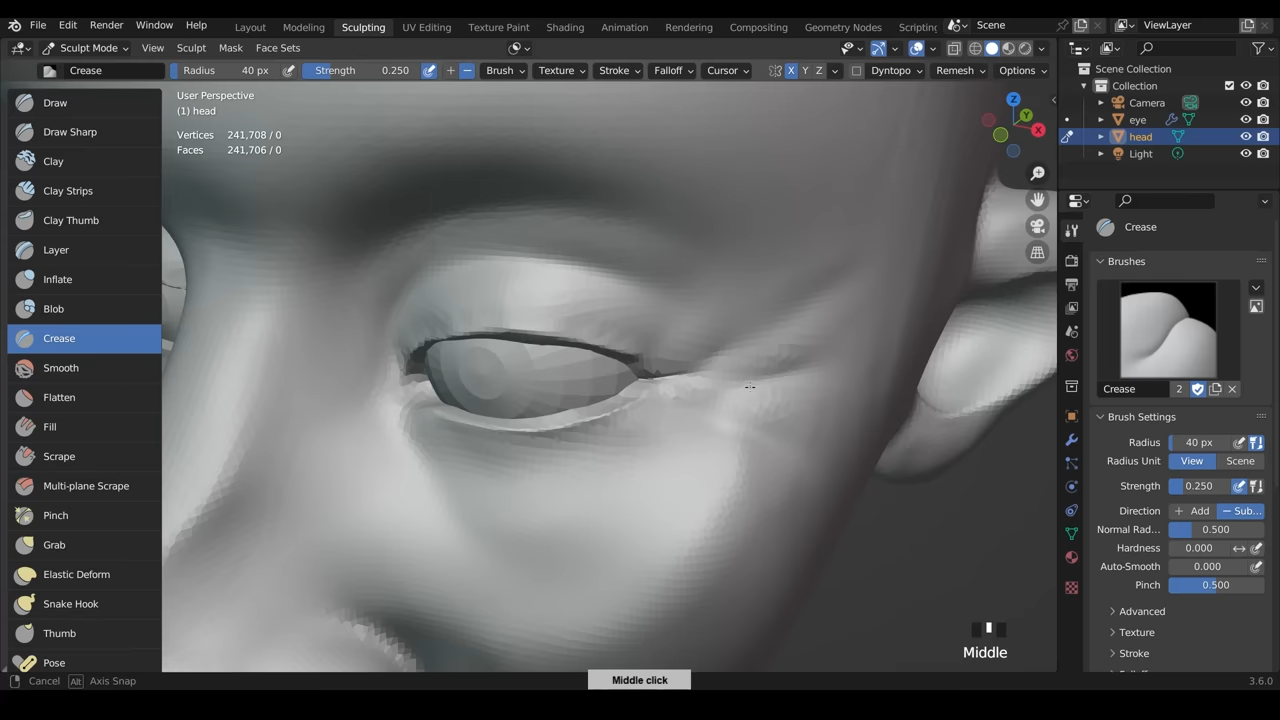 File Edit Render Window Help Layout Modeling Sculpting UV Editing Texture Paint Shading Animation Rendering Compositing Geometry Nodes Scripting Scene ViewLayer
Sculpt Mode View Sculpt Mask Face Sets
Crease Radius 40 px Strength 0.250 Brush Texture Stroke Falloff Cursor X Y Z Dyntopo Remesh Options
Draw
Draw Sharp
Clay
Clay Strips
Clay Thumb
Layer
Inflate
Blob
Crease
Smooth
Flatten
Fill
Scrape
Multi-plane Scrape
Pinch
Grab
Elastic Deform
Snake Hook
Thumb
Pose
User Perspective
(1) head
Vertices 241,708 / 0
Faces 241,706 / 0
Z
Y
X
Middle
Scene Collection
Collection
Camera
eye
head
Light
Crease
Brushes
Crease 2
Brush Settings
Radius 40 px
Radius Unit View Scene
Strength 0.250
Direction + Add − Sub...
Normal Rad... 0.500
Hardness 0.000
Auto-Smooth 0.000
Pinch 0.500
Advanced
Texture
Stroke
Cancel Alt Axis Snap Middle click 3.6.0